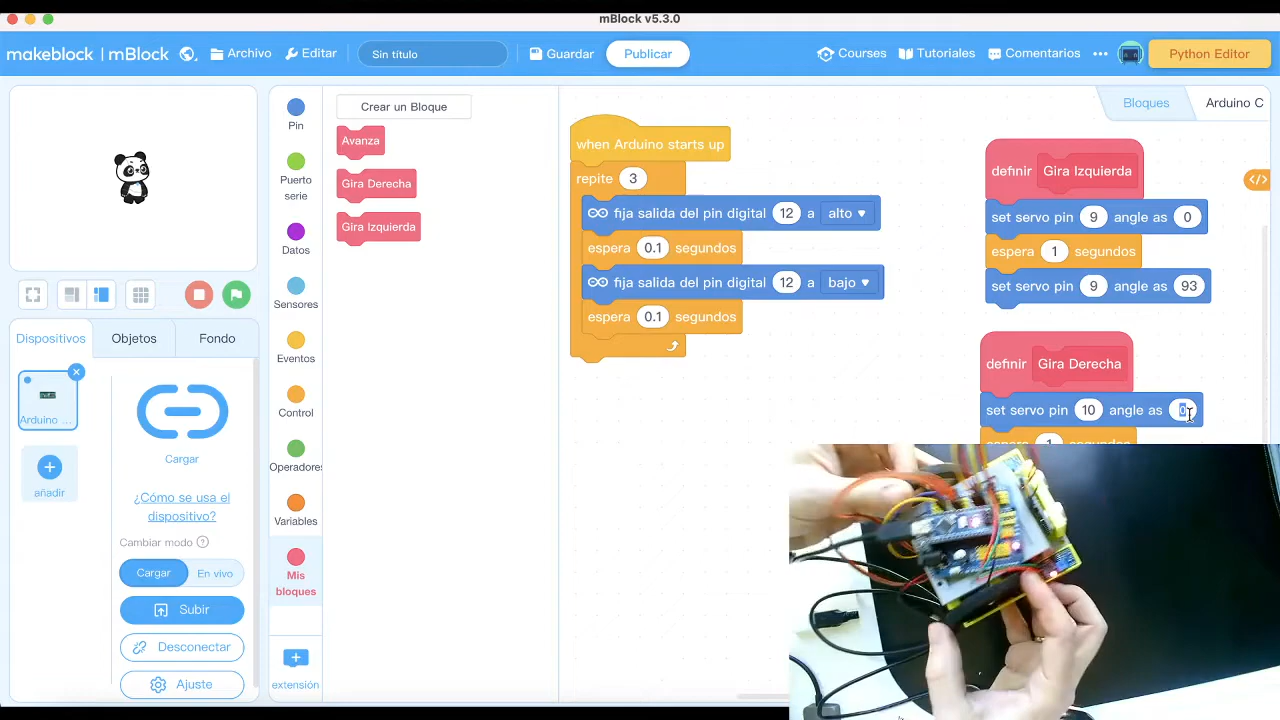 mBlock v5.3.0
makeblock | mBlock
Archivo
Editar
Sin título
Guardar
Publicar
Courses
Tutoriales
Comentarios
Python Editor
Crear un Bloque
Avanza
Gira Derecha
Gira Izquierda
Pin
Puerto
serie
Datos
Sensores
Eventos
Control
Operadores
Variables
Mis
bloques
extensión
when Arduino starts up
repite 3
fija salida del pin digital 12 a alto
espera 0.1 segundos
fija salida del pin digital 12 a bajo
espera 0.1 segundos
Bloques
Arduino C
definir Gira Izquierda
set servo pin 9 angle as 0
espera 1 segundos
set servo pin 9 angle as 93
definir Gira Derecha
set servo pin 10 angle as 0
espera 1 segundos
Dispositivos
Objetos
Fondo
Arduino ...
añadir
Cargar
¿Cómo se usa el
dispositivo?
Cambiar modo
Cargar
En vivo
Subir
Desconectar
Ajuste